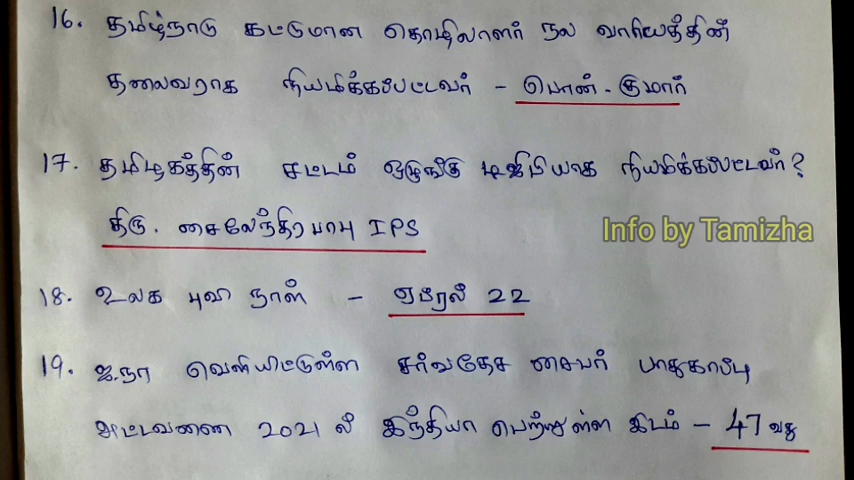 16. தமிழ்நாடு கட்டுமான தொழிலாளர் நல வாரியத்தின்
தலைவராக நியமிக்கப்பட்டவர் - பொன். குமார்
17. தமிழகத்தின் சட்டம் ஒழுங்கு டிஜிபியாக நியமிக்கப்பட்டவர்?
திரு. சைலேந்திர பாபு IPS
Info by Tamizha
18. உலக புவி நாள் - ஏப்ரல் 22
19. ஐ.நா வெளியிட்டுள்ள சர்வதேச சைபர் பாதுகாப்பு
அட்டவணை 2021 ல் இந்தியா பெற்றுள்ள இடம் - 47 வது